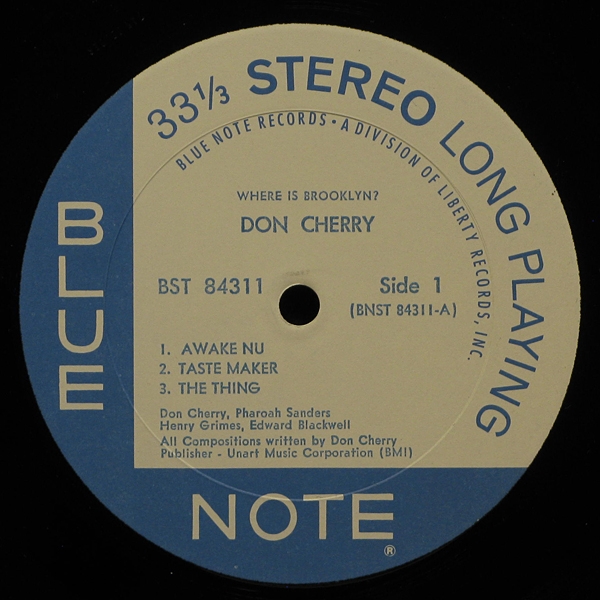 33⅓ STEREO LONG PLAYING
BLUE NOTE RECORDS • A DIVISION OF LIBERTY RECORDS, INC.
WHERE IS BROOKLYN?
DON CHERRY
BST 84311
Side 1
(BNST 84311-A)
1. AWAKE NU
2. TASTE MAKER
3. THE THING
Don Cherry, Pharoah Sanders
Henry Grimes, Edward Blackwell
All Compositions written by Don Cherry
Publisher - Unart Music Corporation (BMI)
BLUE
NOTE ®